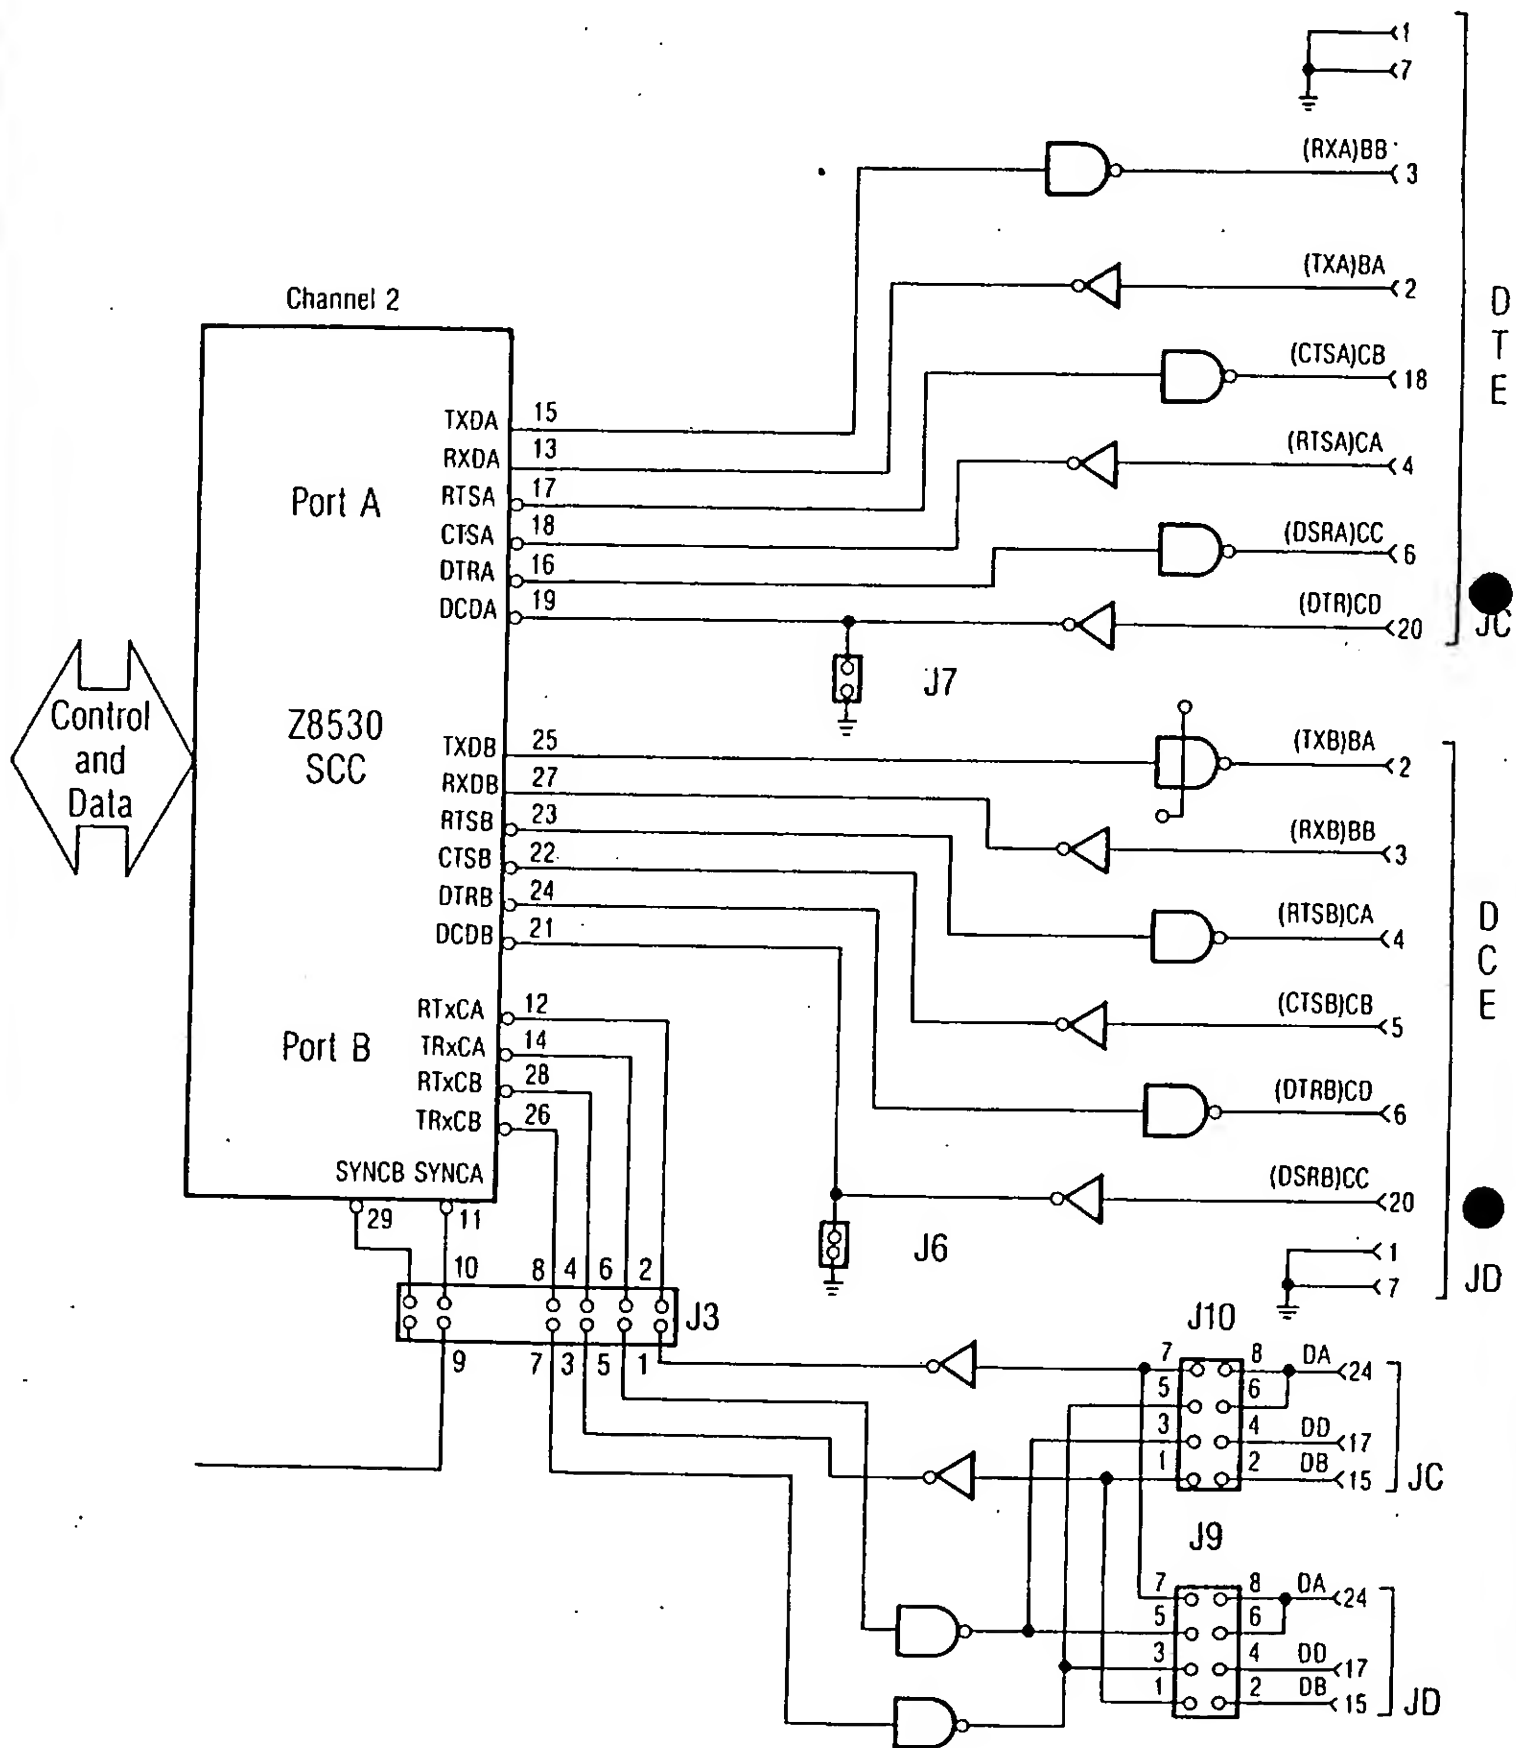 1
7
(RXA)BB
3
(TXA)BA
2
(CTSA)CB
18
(RTSA)CA
4
(DSRA)CC
6
(DTR)CD
20
DTE
JC
Channel 2
TXDA 15
RXDA 13
Port A
RTSA 17
CTSA 18
DTRA 16
DCDA 19
J7
Control
and
Data
Z8530
SCC
TXDB 25
RXDB 27
RTSB 23
CTSB 22
DTRB 24
DCDB 21
(TXB)BA
2
(RXB)BB
3
(RTSB)CA
4
(CTSB)CB
5
(DTRB)CD
6
(DSRB)CC
20
1
7
DCE
JD
J6
Port B
RTxCA 12
TRxCA 14
RTxCB 28
TRxCB 26
SYNCB SYNCA
29 11
10 8 4 6 2
J3
9 7 3 5 1
J10
7 8 DA 24
5 6
3 4 DD 17
1 2 DB 15
JC
J9
7 8 DA 24
5 6
3 4 DD 17
1 2 DB 15
JD